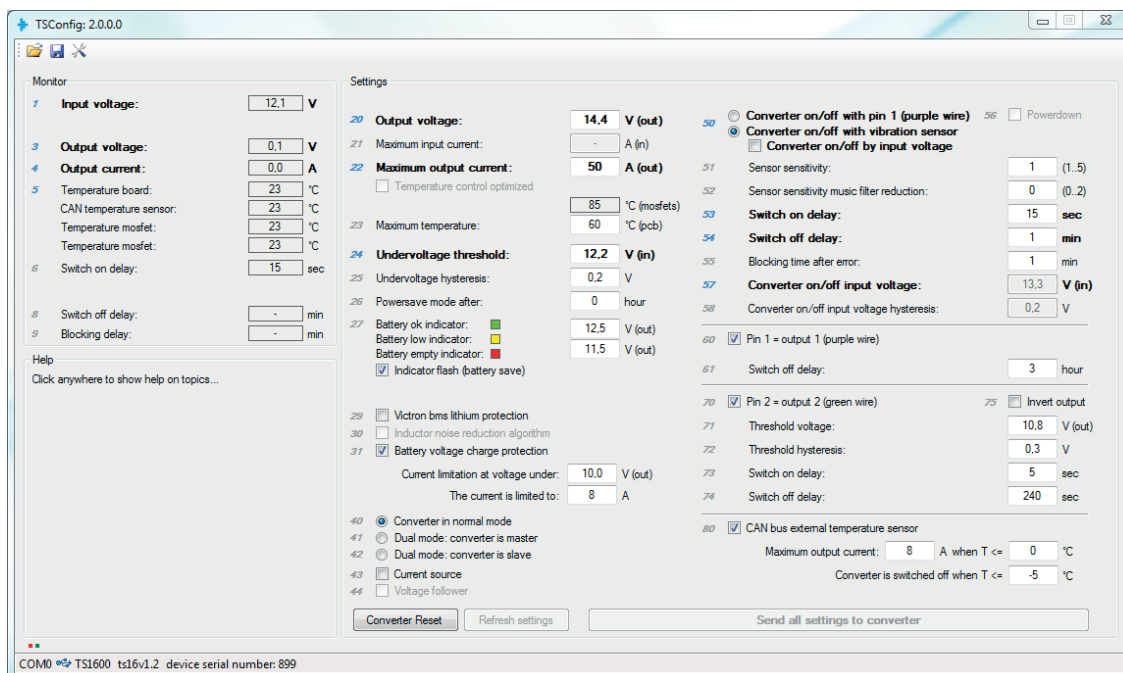 TSConfig: 2.0.0.0
Monitor
1 Input voltage: 12,1 V
3 Output voltage: 0,1 V
4 Output current: 0,0 A
5 Temperature board: 23 °C
CAN temperature sensor: 23 °C
Temperature mosfet: 23 °C
Temperature mosfet: 23 °C
6 Switch on delay: 15 sec
8 Switch off delay: - min
9 Blocking delay: - min
Help
Click anywhere to show help on topics...
Settings
20 Output voltage: 14,4 V (out)
21 Maximum input current: - A (in)
22 Maximum output current: 50 A (out)
Temperature control optimized
85 °C (mosfets)
23 Maximum temperature: 60 °C (pcb)
24 Undervoltage threshold: 12,2 V (in)
25 Undervoltage hysteresis: 0,2 V
26 Powersave mode after: 0 hour
27 Battery ok indicator: 12,5 V (out)
Battery low indicator: 11,5 V (out)
Battery empty indicator:
Indicator flash (battery save)
29 Victron bms lithium protection
30 Inductor noise reduction algorithm
31 Battery voltage charge protection
Current limitation at voltage under: 10,0 V (out)
The current is limited to: 8 A
40 Converter in normal mode
41 Dual mode: converter is master
42 Dual mode: converter is slave
43 Current source
44 Voltage follower
Converter Reset Refresh settings Send all settings to converter
50 Converter on/off with pin 1 (purple wire) 56 Powerdown
Converter on/off with vibration sensor
Converter on/off by input voltage
51 Sensor sensitivity: 1 (1..5)
52 Sensor sensitivity music filter reduction: 0 (0..2)
53 Switch on delay: 15 sec
54 Switch off delay: 1 min
55 Blocking time after error: 1 min
57 Converter on/off input voltage: 13,3 V (in)
58 Converter on/off input voltage hysteresis: 0,2 V
60 Pin 1 = output 1 (purple wire)
61 Switch off delay: 3 hour
70 Pin 2 = output 2 (green wire) 75 Invert output
71 Threshold voltage: 10,8 V (out)
72 Threshold hysteresis: 0,3 V
73 Switch on delay: 5 sec
74 Switch off delay: 240 sec
80 CAN bus external temperature sensor
Maximum output current: 8 A when T <= 0 °C
Converter is switched off when T <= -5 °C
COM0 TS1600 ts16v1.2 device serial number: 899